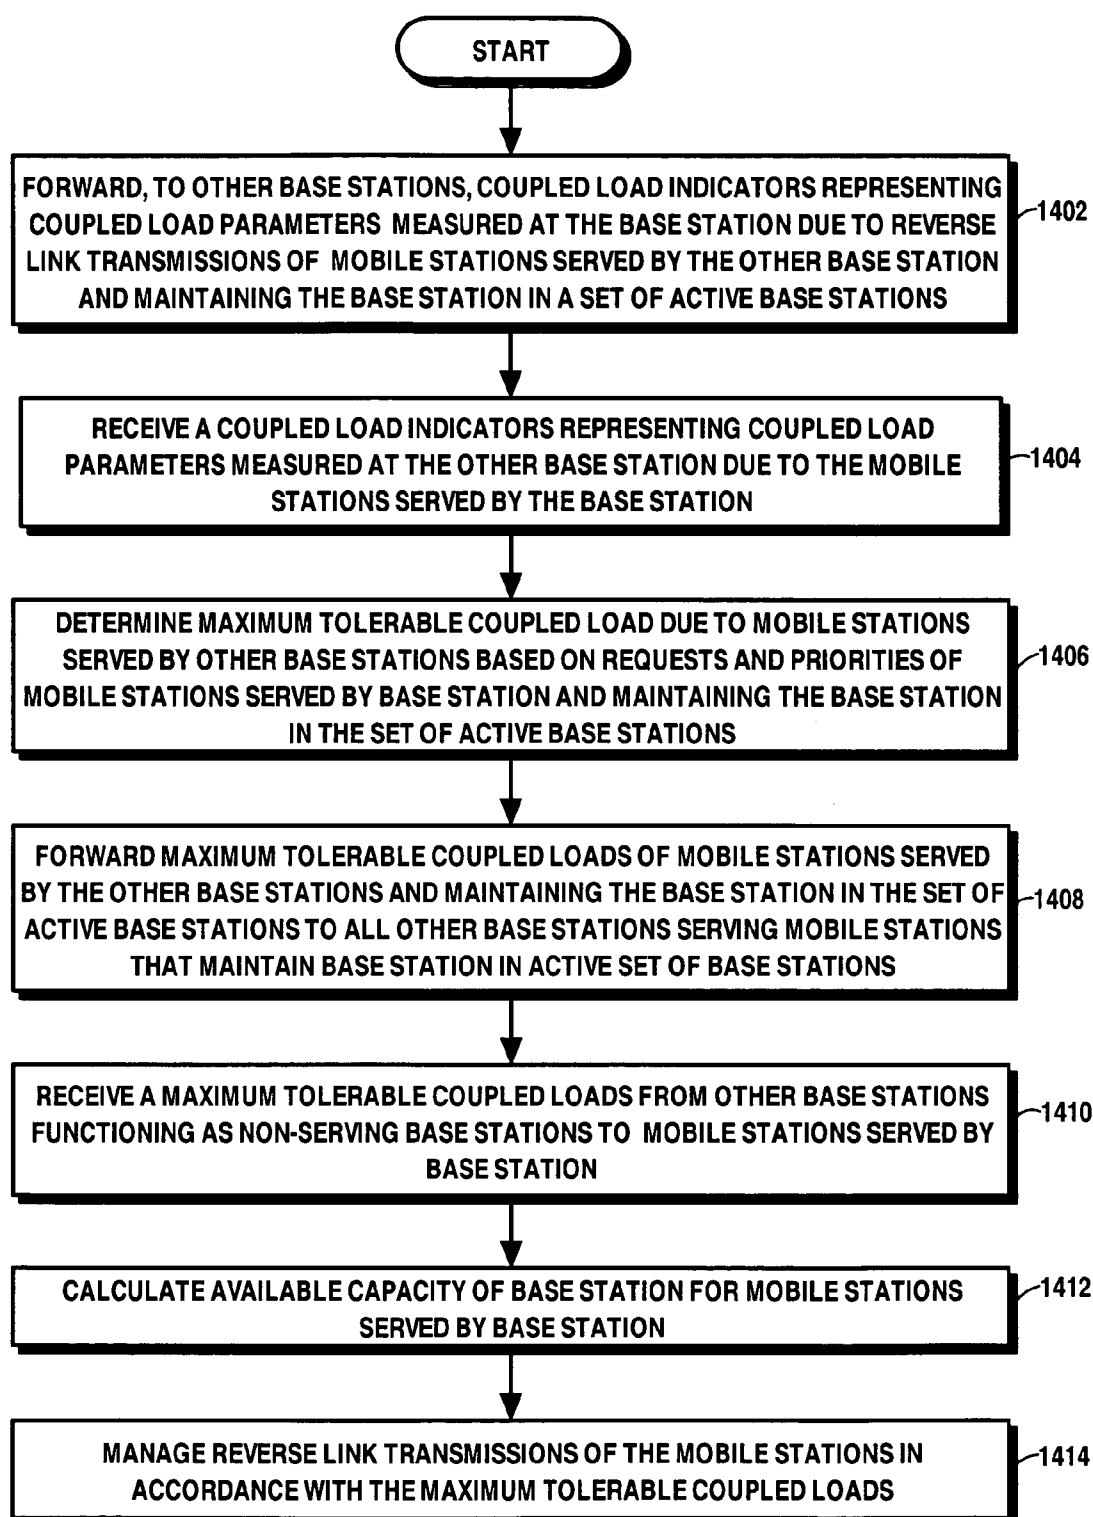 START
FORWARD, TO OTHER BASE STATIONS, COUPLED LOAD INDICATORS REPRESENTING
COUPLED LOAD PARAMETERS MEASURED AT THE BASE STATION DUE TO REVERSE
LINK TRANSMISSIONS OF MOBILE STATIONS SERVED BY THE OTHER BASE STATION
AND MAINTAINING THE BASE STATION IN A SET OF ACTIVE BASE STATIONS
1402
RECEIVE A COUPLED LOAD INDICATORS REPRESENTING COUPLED LOAD
PARAMETERS MEASURED AT THE OTHER BASE STATION DUE TO THE MOBILE
STATIONS SERVED BY THE BASE STATION
1404
DETERMINE MAXIMUM TOLERABLE COUPLED LOAD DUE TO MOBILE STATIONS
SERVED BY OTHER BASE STATIONS BASED ON REQUESTS AND PRIORITIES OF
MOBILE STATIONS SERVED BY BASE STATION AND MAINTAINING THE BASE STATION
IN THE SET OF ACTIVE BASE STATIONS
1406
FORWARD MAXIMUM TOLERABLE COUPLED LOADS OF MOBILE STATIONS SERVED
BY THE OTHER BASE STATIONS AND MAINTAINING THE BASE STATION IN THE SET OF
ACTIVE BASE STATIONS TO ALL OTHER BASE STATIONS SERVING MOBILE STATIONS
THAT MAINTAIN BASE STATION IN ACTIVE SET OF BASE STATIONS
1408
RECEIVE A MAXIMUM TOLERABLE COUPLED LOADS FROM OTHER BASE STATIONS
FUNCTIONING AS NON-SERVING BASE STATIONS TO MOBILE STATIONS SERVED BY
BASE STATION
1410
CALCULATE AVAILABLE CAPACITY OF BASE STATION FOR MOBILE STATIONS
SERVED BY BASE STATION
1412
MANAGE REVERSE LINK TRANSMISSIONS OF THE MOBILE STATIONS IN
ACCORDANCE WITH THE MAXIMUM TOLERABLE COUPLED LOADS
1414